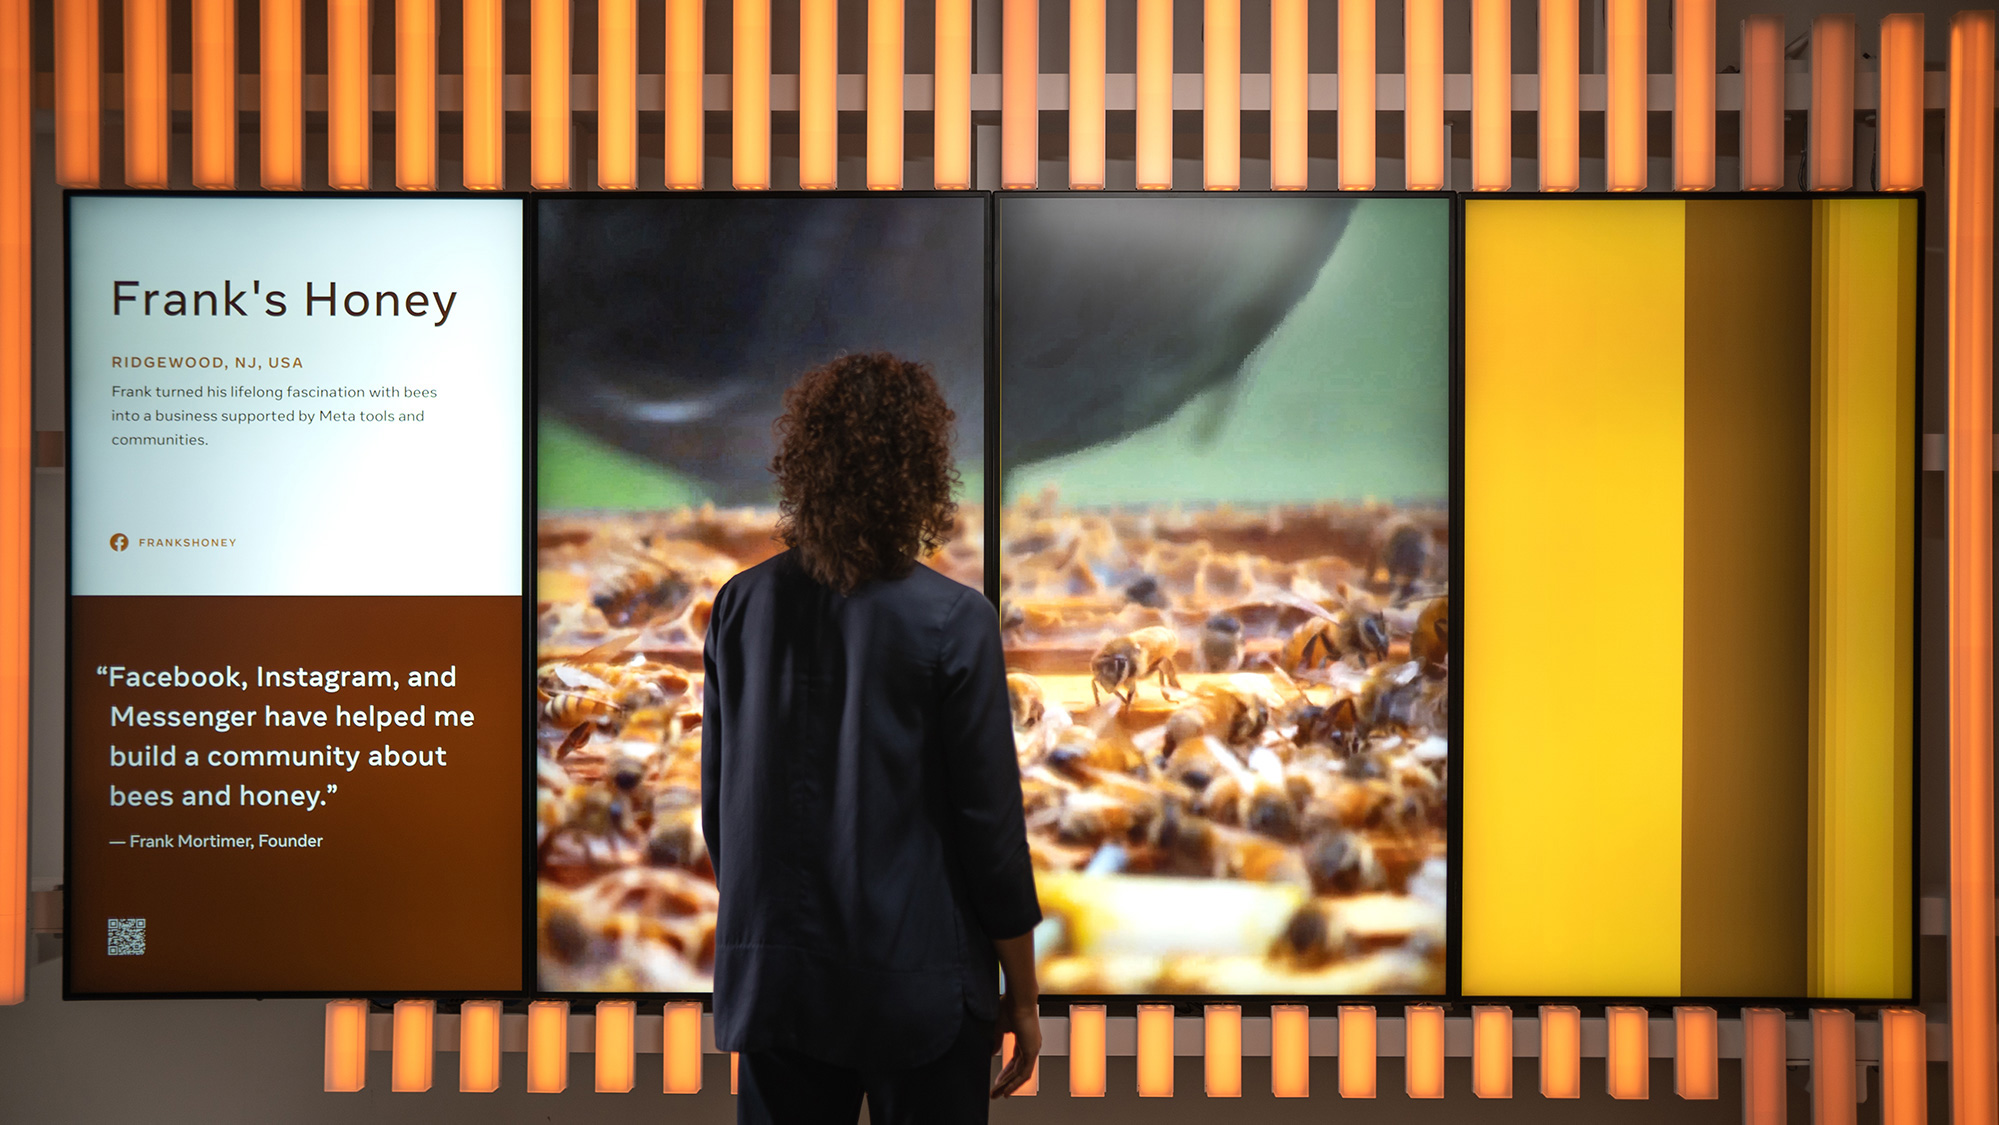 Frank's Honey
RIDGEWOOD, NJ, USA
Frank turned his lifelong fascination with bees
into a business supported by Meta tools and
communities.
FRANKSHONEY
“Facebook, Instagram, and
Messenger have helped me
build a community about
bees and honey.”
— Frank Mortimer, Founder